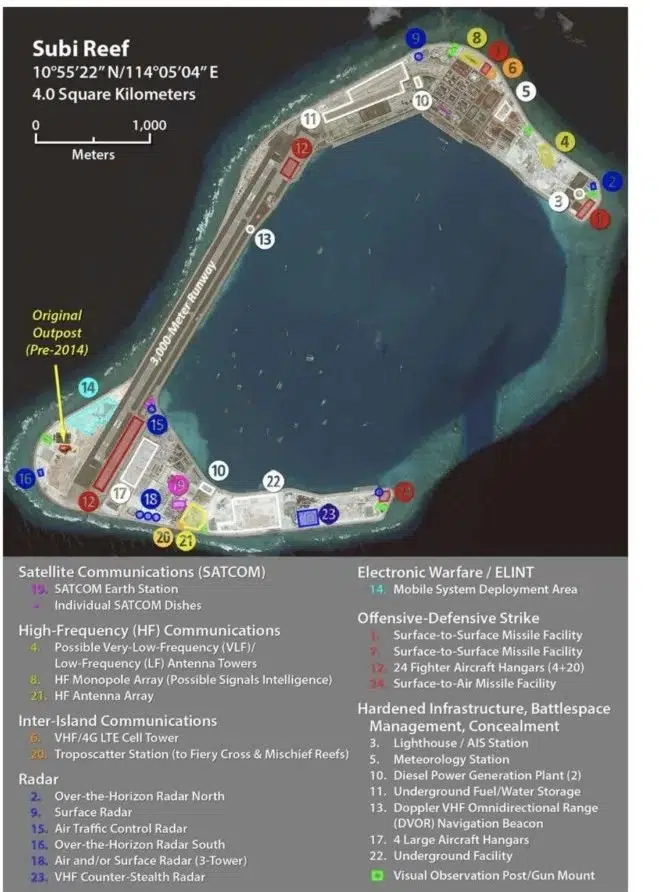 Subi Reef
10°55'22" N/114°05'04" E
4.0 Square Kilometers
0 1,000
Meters
9
8
7
6
5
10
11
12
4
2
3
1
13
3,000-Meter Runway
Original
Outpost
(Pre-2014)
14
15
16
12
17
18
19
10
22
23
24
20
21
Satellite Communications (SATCOM)
19. SATCOM Earth Station
- Individual SATCOM Dishes
High-Frequency (HF) Communications
4. Possible Very-Low-Frequency (VLF)/
Low-Frequency (LF) Antenna Towers
8. HF Monopole Array (Possible Signals Intelligence)
21. HF Antenna Array
Inter-Island Communications
6. VHF/4G LTE Cell Tower
20. Troposcatter Station (to Fiery Cross & Mischief Reefs)
Radar
2. Over-the-Horizon Radar North
9. Surface Radar
15. Air Traffic Control Radar
16. Over-the-Horizon Radar South
18. Air and/or Surface Radar (3-Tower)
23. VHF Counter-Stealth Radar
Electronic Warfare / ELINT
14. Mobile System Deployment Area
Offensive-Defensive Strike
1. Surface-to-Surface Missile Facility
7. Surface-to-Surface Missile Facility
12. 24 Fighter Aircraft Hangars (4+20)
24. Surface-to-Air Missile Facility
Hardened Infrastructure, Battlespace
Management, Concealment
3. Lighthouse / AIS Station
5. Meteorology Station
10. Diesel Power Generation Plant (2)
11. Underground Fuel/Water Storage
13. Doppler VHF Omnidirectional Range
(DVOR) Navigation Beacon
17. 4 Large Aircraft Hangars
22. Underground Facility
Visual Observation Post/Gun Mount